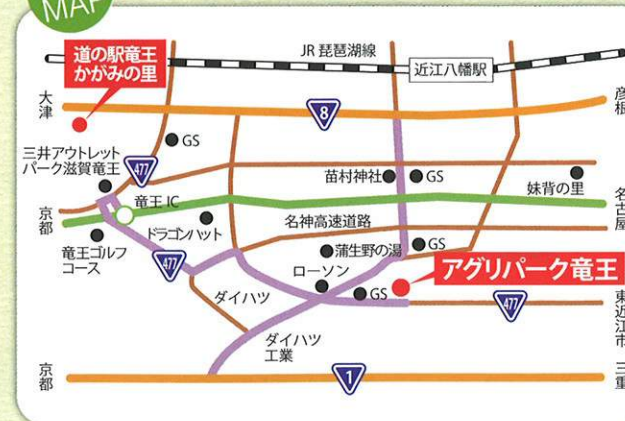 MAP
道の駅竜王
かがみの里
JR 琵琶湖線
近江八幡駅
大津
彦根
8
GS
三井アウトレット
パーク滋賀竜王
477
苗村神社
GS
妹背の里
竜王 IC
京都
名古屋
ドラゴンハット
名神高速道路
竜王ゴルフ
コース
477
蒲生野の湯
GS
ローソン
アグリパーク竜王
GS
ダイハツ
477
東近江市
ダイハツ
工業
京都
1
三重